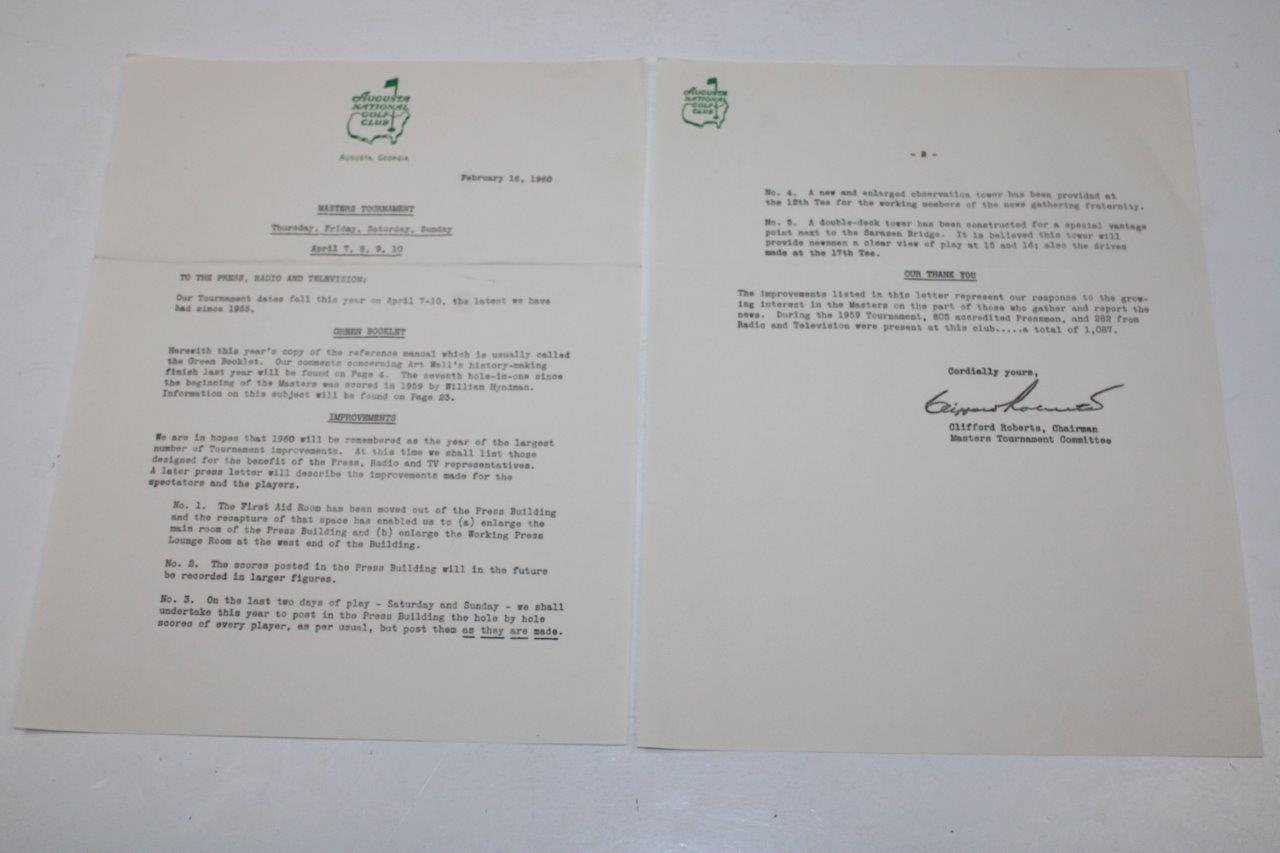 AUGUSTA
NATIONAL
GOLF
CLUB
AUGUSTA, GEORGIA
February 16, 1960
MASTERS TOURNAMENT
Thursday, Friday, Saturday, Sunday
April 7, 8, 9, 10
TO THE PRESS, RADIO AND TELEVISION:
Our Tournament dates fall this year on April 7-10, the latest we have
had since 1955.
GREEN BOOKLET
Herewith this year's copy of the reference manual which is usually called
the Green Booklet. Our comments concerning Art Wall's history-making
finish last year will be found on Page 4. The seventh hole-in-one since
the beginning of the Masters was scored in 1959 by William Hyndman.
Information on this subject will be found on Page 23.
IMPROVEMENTS
We are in hopes that 1960 will be remembered as the year of the largest
number of Tournament improvements. At this time we shall list those
designed for the benefit of the Press, Radio and TV representatives.
A later press letter will describe the improvements made for the
spectators and the players.
No. 1. The First Aid Room has been moved out of the Press Building
and the recapture of that space has enabled us to (a) enlarge the
main room of the Press Building and (b) enlarge the Working Press
Lounge Room at the west end of the Building.
No. 2. The scores posted in the Press Building will in the future
be recorded in larger figures.
No. 3. On the last two days of play - Saturday and Sunday - we shall
undertake this year to post in the Press Building the hole by hole
scores of every player, as per usual, but post them as they are made.
AUGUSTA
NATIONAL
GOLF
CLUB
- 2 -
No. 4. A new and enlarged observation tower has been provided at
the 12th Tee for the working members of the news gathering fraternity.
No. 5. A double-deck tower has been constructed for a special vantage
point next to the Sarazen Bridge. It is believed this tower will
provide newsmen a clear view of play at 15 and 16; also the drives
made at the 17th Tee.
OUR THANK YOU
The improvements listed in this letter represent our response to the grow-
ing interest in the Masters on the part of those who gather and report the
news. During the 1959 Tournament, 805 accredited Pressmen, and 282 from
Radio and Television were present at this club.....a total of 1,087.
Cordially yours,
Clifford Roberts
Clifford Roberts, Chairman
Masters Tournament Committee